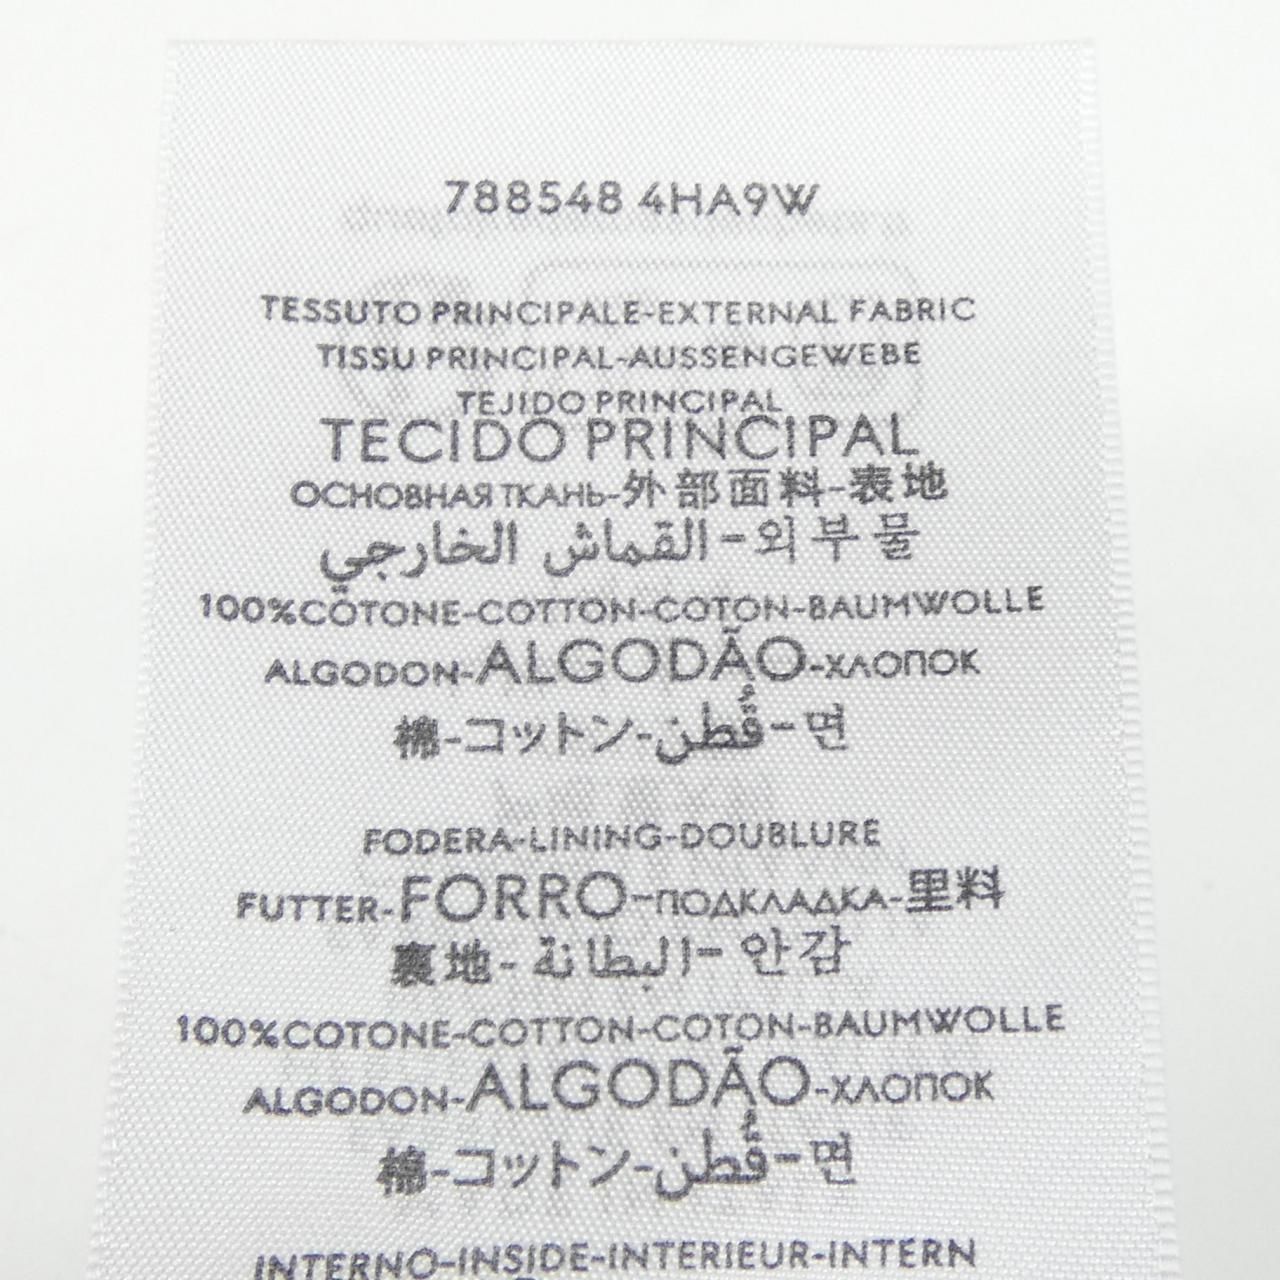 788548 4HA9W
TESSUTO PRINCIPALE-EXTERNAL FABRIC
TISSU PRINCIPAL-AUSSENGEWEBE
TEJIDO PRINCIPAL
TECIDO PRINCIPAL
ОСНОВНАЯ ТКАНЬ-外部面料-表地
القماش الخارجي-외부물
100%COTONE-COTTON-COTON-BAUMWOLLE
ALGODON-ALGODÃO-ХЛОПОК
棉-コットン-قُطن-면
FODERA-LINING-DOUBLURE
FUTTER-FORRO-ПОДКЛАДКА-里料
裏地-البطانة-안감
100%COTONE-COTTON-COTON-BAUMWOLLE
ALGODON-ALGODÃO-ХЛОПОК
棉-コットン-قُطن-면
INTERNO-INSIDE-INTERIEUR-INTERN